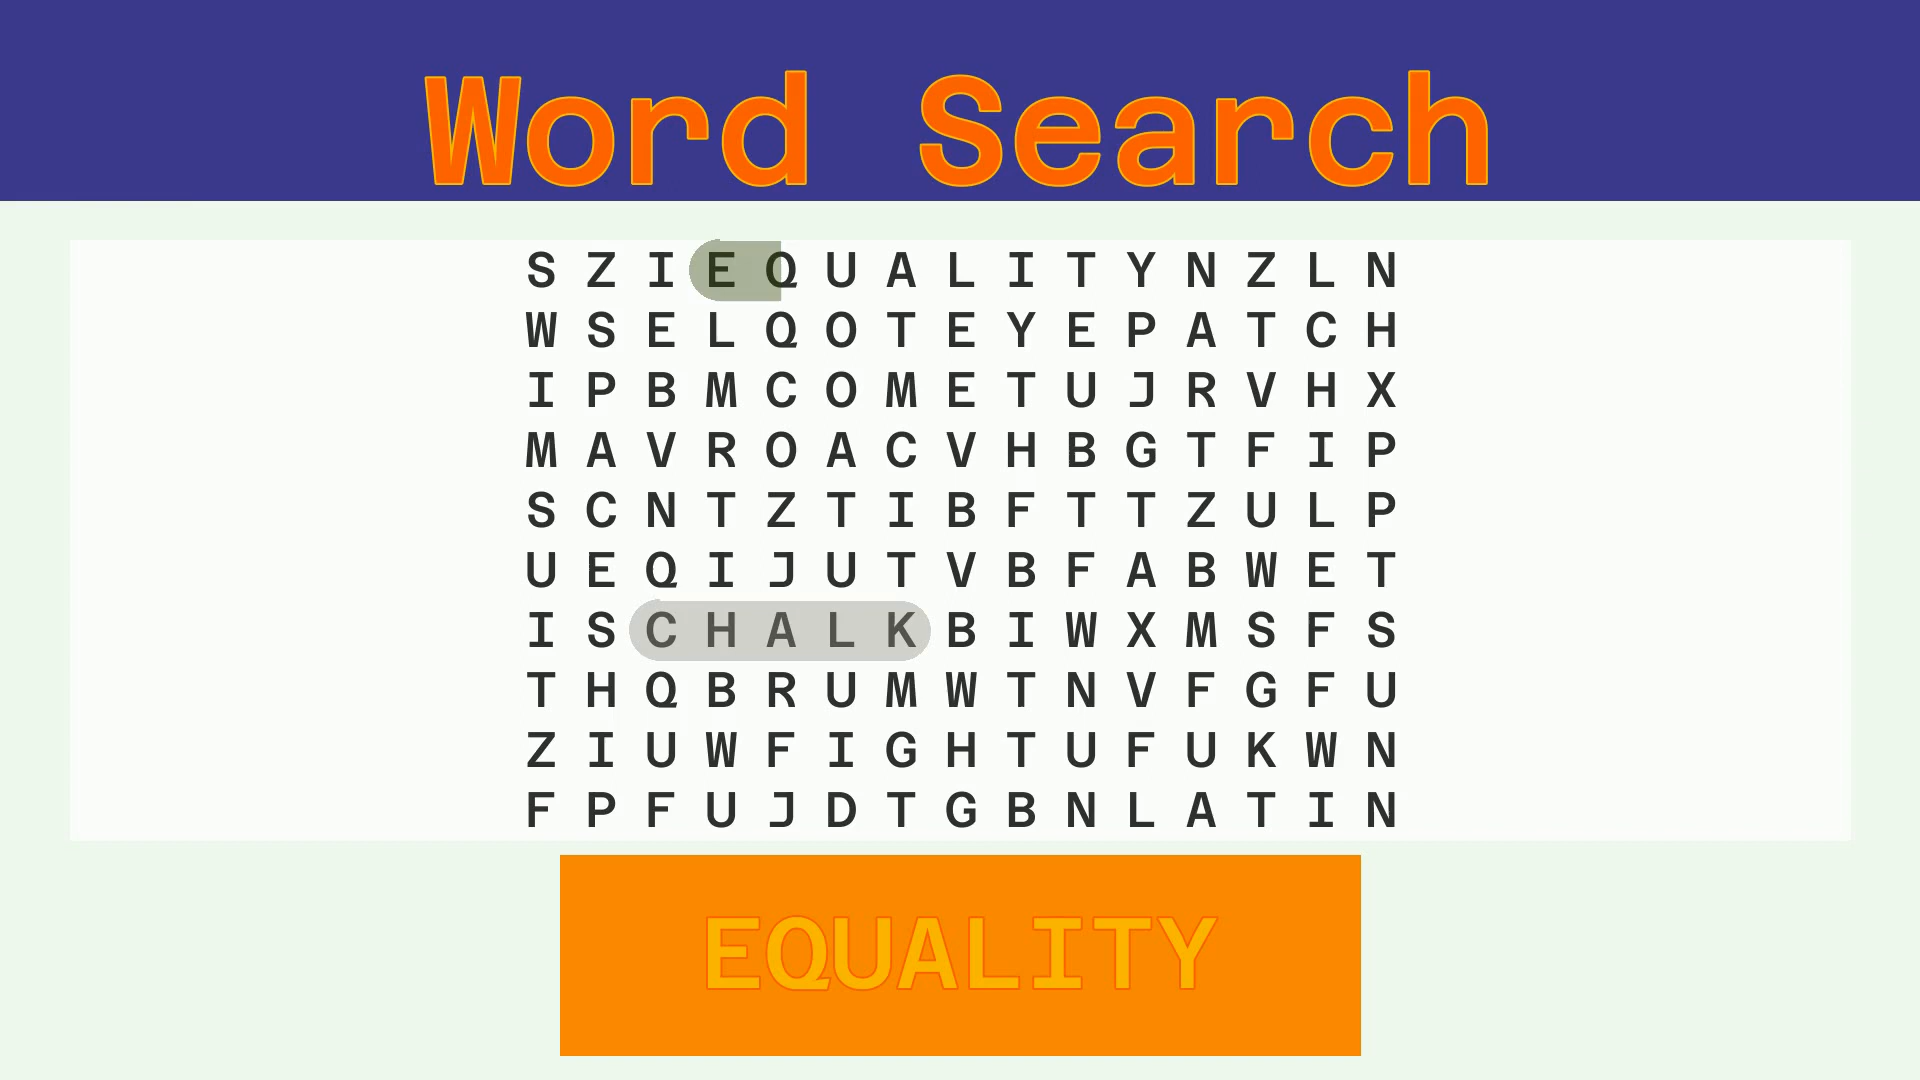 Word Search
S Z I E Q U A L I T Y N Z L N
W S E L Q O T E Y E P A T C H
I P B M C O M E T U J R V H X
M A V R O A C V H B G T F I P
S C N T Z T I B F T T Z U L P
U E Q I J U T V B F A B W E T
I S C H A L K B I W X M S F S
T H Q B R U M W T N V F G F U
Z I U W F I G H T U F U K W N
F P F U J D T G B N L A T I N
EQUALITY